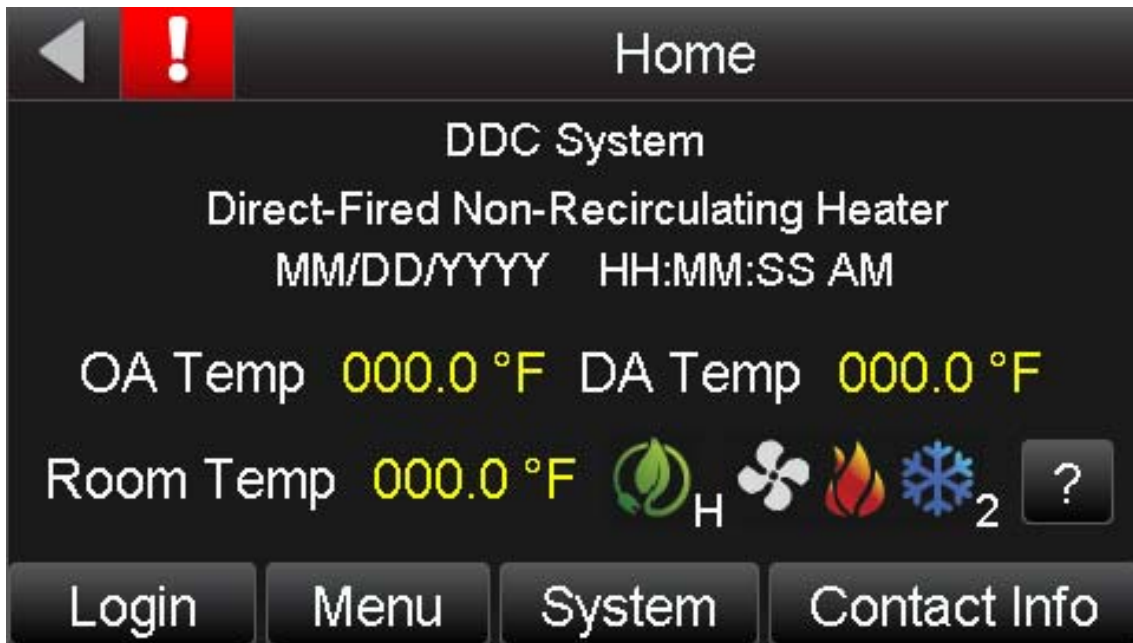 ! Home
DDC System
Direct-Fired Non-Recirculating Heater
MM/DD/YYYY HH:MM:SS AM
OA Temp 000.0 °F DA Temp 000.0 °F
Room Temp 000.0 °F H 2 ?
Login Menu System Contact Info